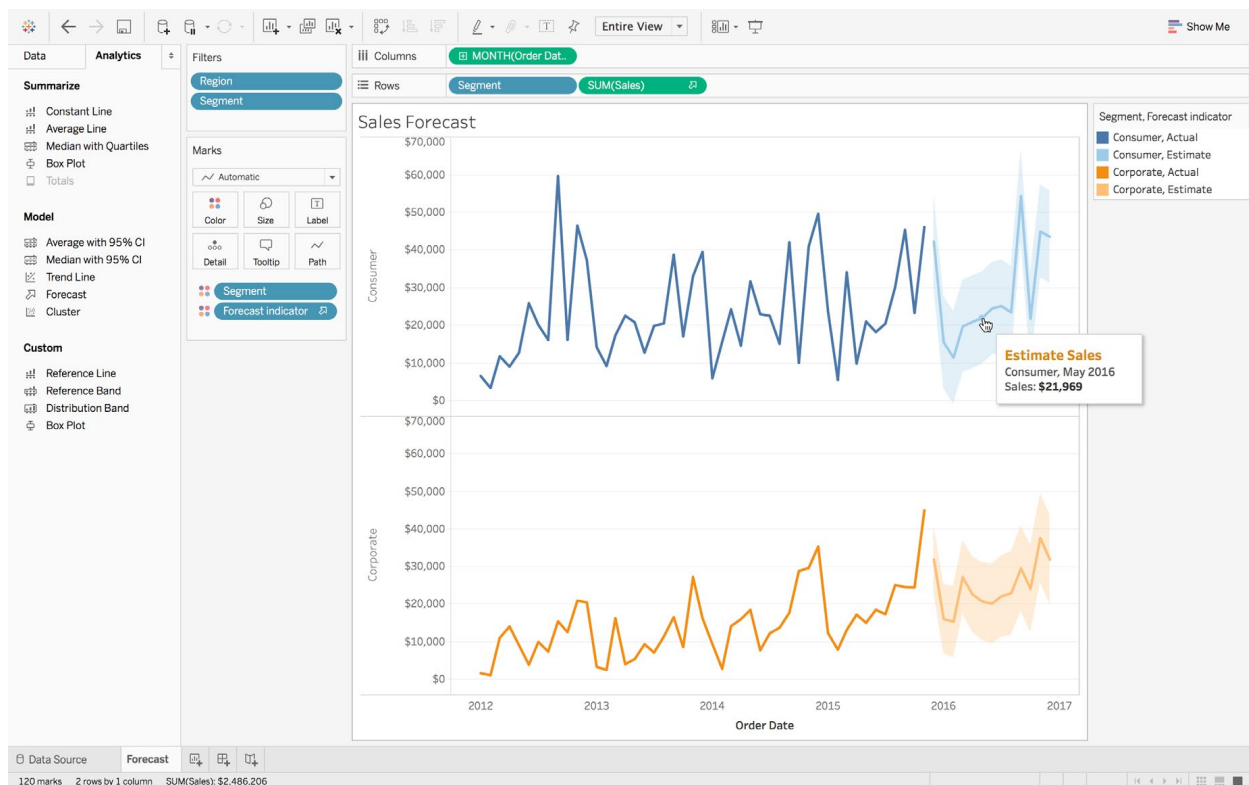 Entire View
Show Me
Data
Analytics
Summarize
Constant Line
Average Line
Median with Quartiles
Box Plot
Totals
Model
Average with 95% CI
Median with 95% CI
Trend Line
Forecast
Cluster
Custom
Reference Line
Reference Band
Distribution Band
Box Plot
Filters
Region
Segment
Marks
Automatic
Color
Size
Label
Detail
Tooltip
Path
Segment
Forecast indicator
Columns
MONTH(Order Dat..
Rows
Segment
SUM(Sales)
Sales Forecast
Consumer
$70,000
$60,000
$50,000
$40,000
$30,000
$20,000
$10,000
$0
Estimate Sales
Consumer, May 2016
Sales: $21,969
Corporate
$70,000
$60,000
$50,000
$40,000
$30,000
$20,000
$10,000
$0
2012
2013
2014
2015
2016
2017
Order Date
Segment, Forecast indicator
Consumer, Actual
Consumer, Estimate
Corporate, Actual
Corporate, Estimate
Data Source
Forecast
120 marks
2 rows by 1 column
SUM(Sales): $2,486,206